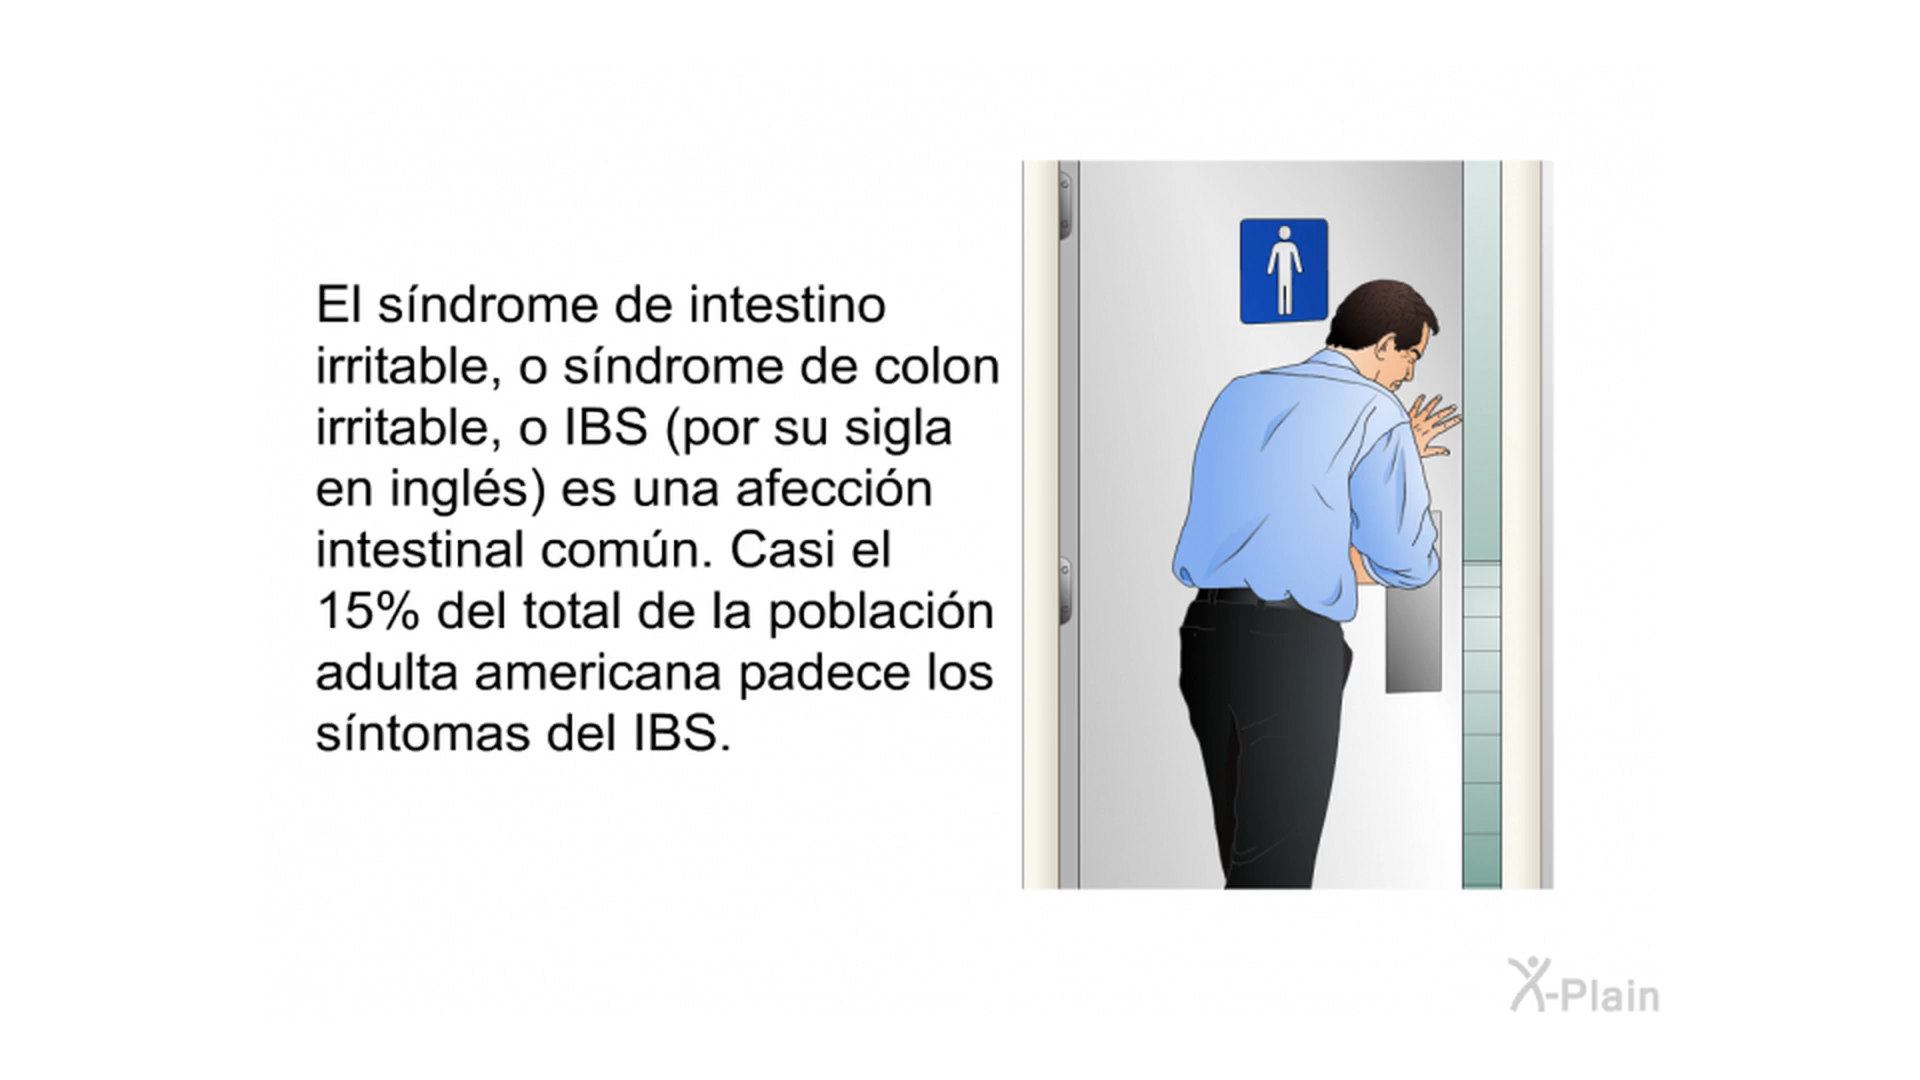 El síndrome de intestino
irritable, o síndrome de colon
irritable, o IBS (por su sigla
en inglés) es una afección
intestinal común. Casi el
15% del total de la población
adulta americana padece los
síntomas del IBS.
X-Plain